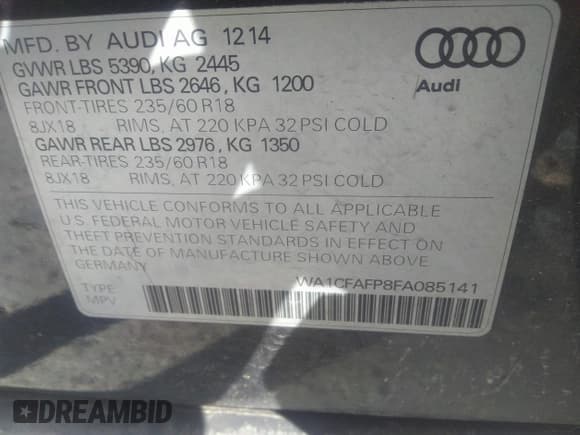 MFD. BY AUDI AG 12 14
GVWR LBS 5390, KG 2445
GAWR FRONT LBS 2646, KG 1200
FRONT-TIRES 235/60 R18
8JX18 RIMS, AT 220 KPA 32 PSI COLD
GAWR REAR LBS 2976, KG 1350
REAR-TIRES 235/60 R18
8JX18 RIMS, AT 220 KPA 32 PSI COLD
Audi
THIS VEHICLE CONFORMS TO ALL APPLICABLE
U.S. FEDERAL MOTOR VEHICLE SAFETY AND
THEFT PREVENTION STANDARDS IN EFFECT ON
THE DATE OF MANUFACTURE SHOWN ABOVE
GERMANY
WA1CFAFP8FA085141
TYPE
MPV
DREAMBID